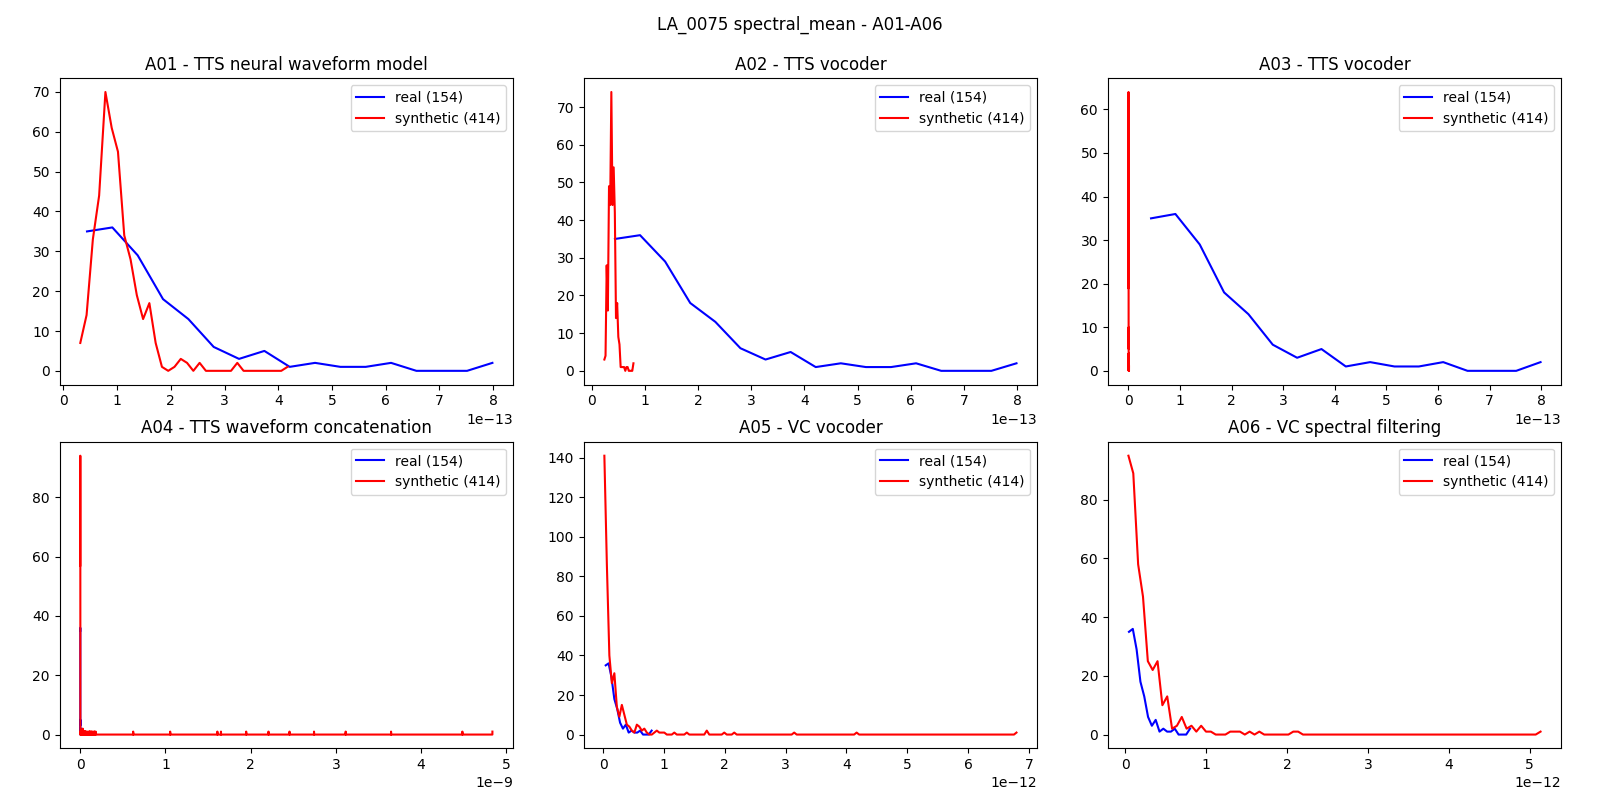 LA_0075 spectral_mean - A01-A06
A01 - TTS neural waveform model
real (154)
synthetic (414)
70
60
50
40
30
20
10
0
0 1 2 3 4 5 6 7 8
1e−13
A02 - TTS vocoder
real (154)
synthetic (414)
70
60
50
40
30
20
10
0
0 1 2 3 4 5 6 7 8
1e−13
A03 - TTS vocoder
real (154)
synthetic (414)
60
50
40
30
20
10
0
0 1 2 3 4 5 6 7 8
1e−13
A04 - TTS waveform concatenation
real (154)
synthetic (414)
80
60
40
20
0
0 1 2 3 4 5
1e−9
A05 - VC vocoder
real (154)
synthetic (414)
140
120
100
80
60
40
20
0
0 1 2 3 4 5 6 7
1e−12
A06 - VC spectral filtering
real (154)
synthetic (414)
80
60
40
20
0
0 1 2 3 4 5
1e−12